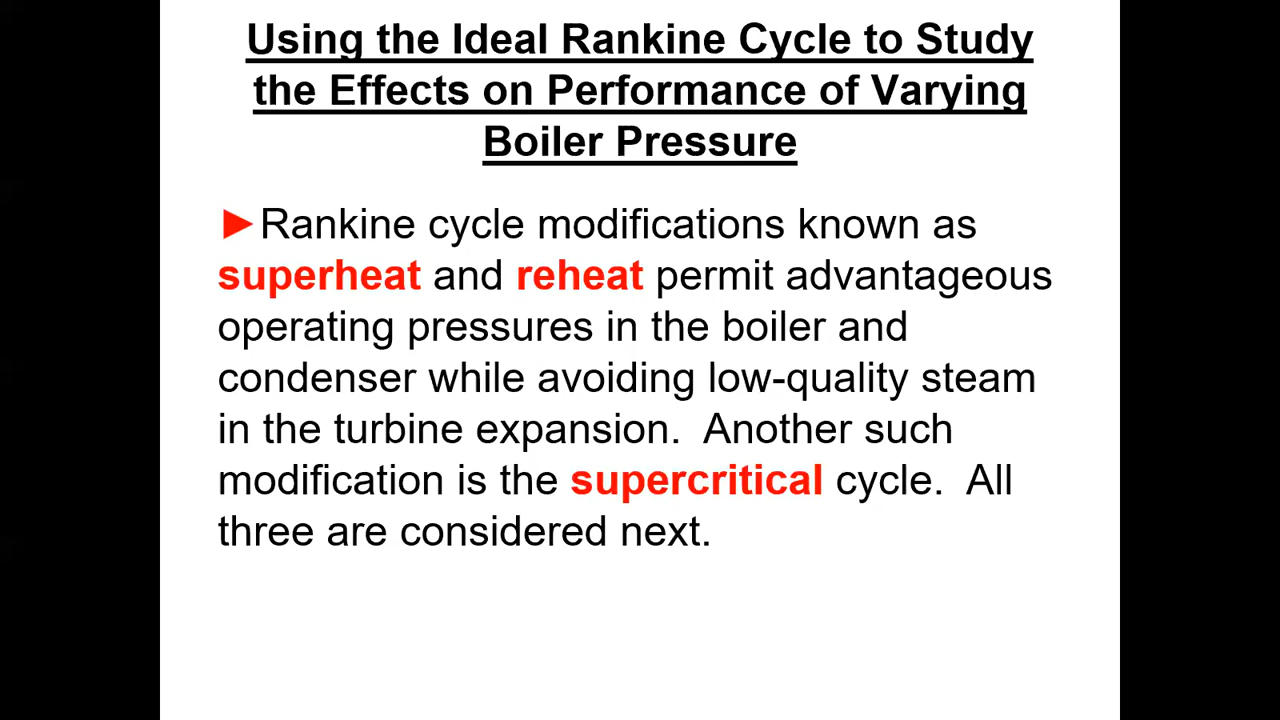 Using the Ideal Rankine Cycle to Study
the Effects on Performance of Varying
Boiler Pressure
►Rankine cycle modifications known as
superheat and reheat permit advantageous
operating pressures in the boiler and
condenser while avoiding low-quality steam
in the turbine expansion.  Another such
modification is the supercritical cycle.  All
three are considered next.